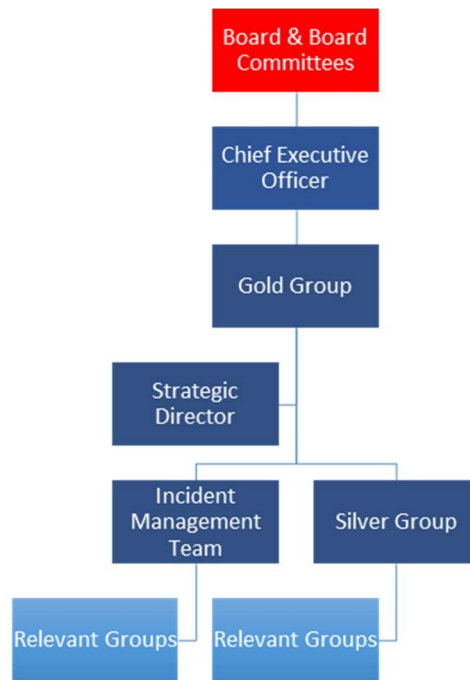 Board & Board
Committees
Chief Executive
Officer
Gold Group
Strategic
Director
Incident
Management
Team
Silver Group
Relevant Groups
Relevant Groups